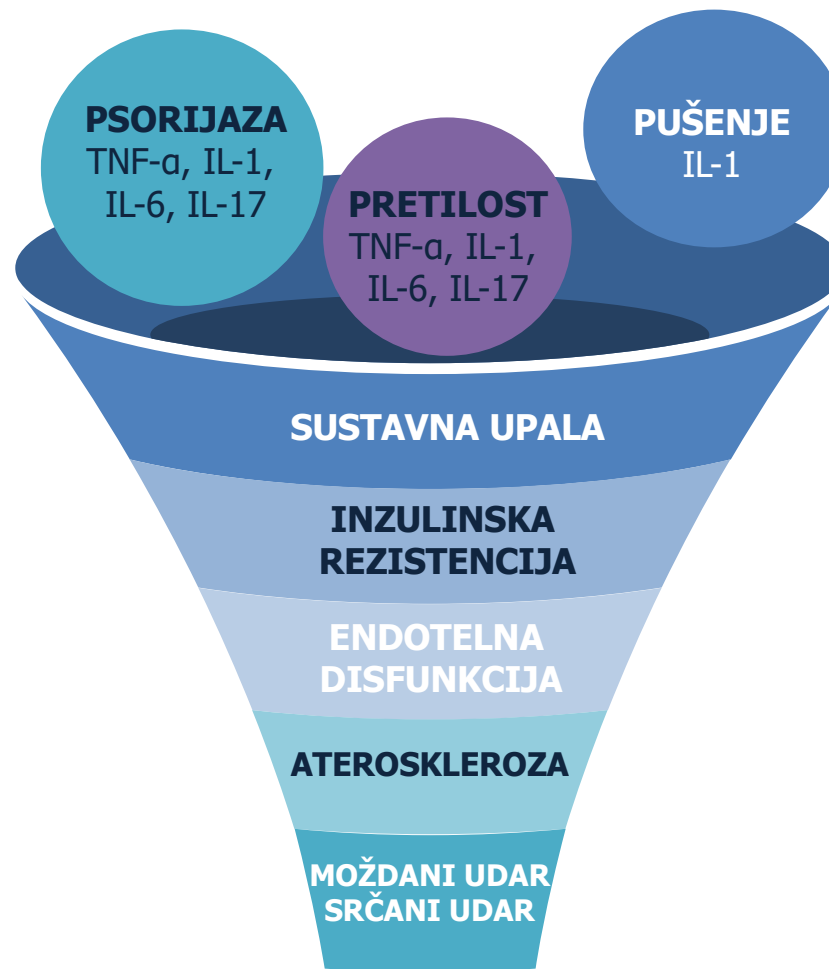 PSORIJAZA
TNF-α, IL-1,
IL-6, IL-17
PRETILOST
TNF-α, IL-1,
IL-6, IL-17
PUŠENJE
IL-1
SUSTAVNA UPALA
INZULINSKA
REZISTENCIJA
ENDOTELNA
DISFUNKCIJA
ATEROSKLEROZA
MOŽDANI UDAR
SRČANI UDAR